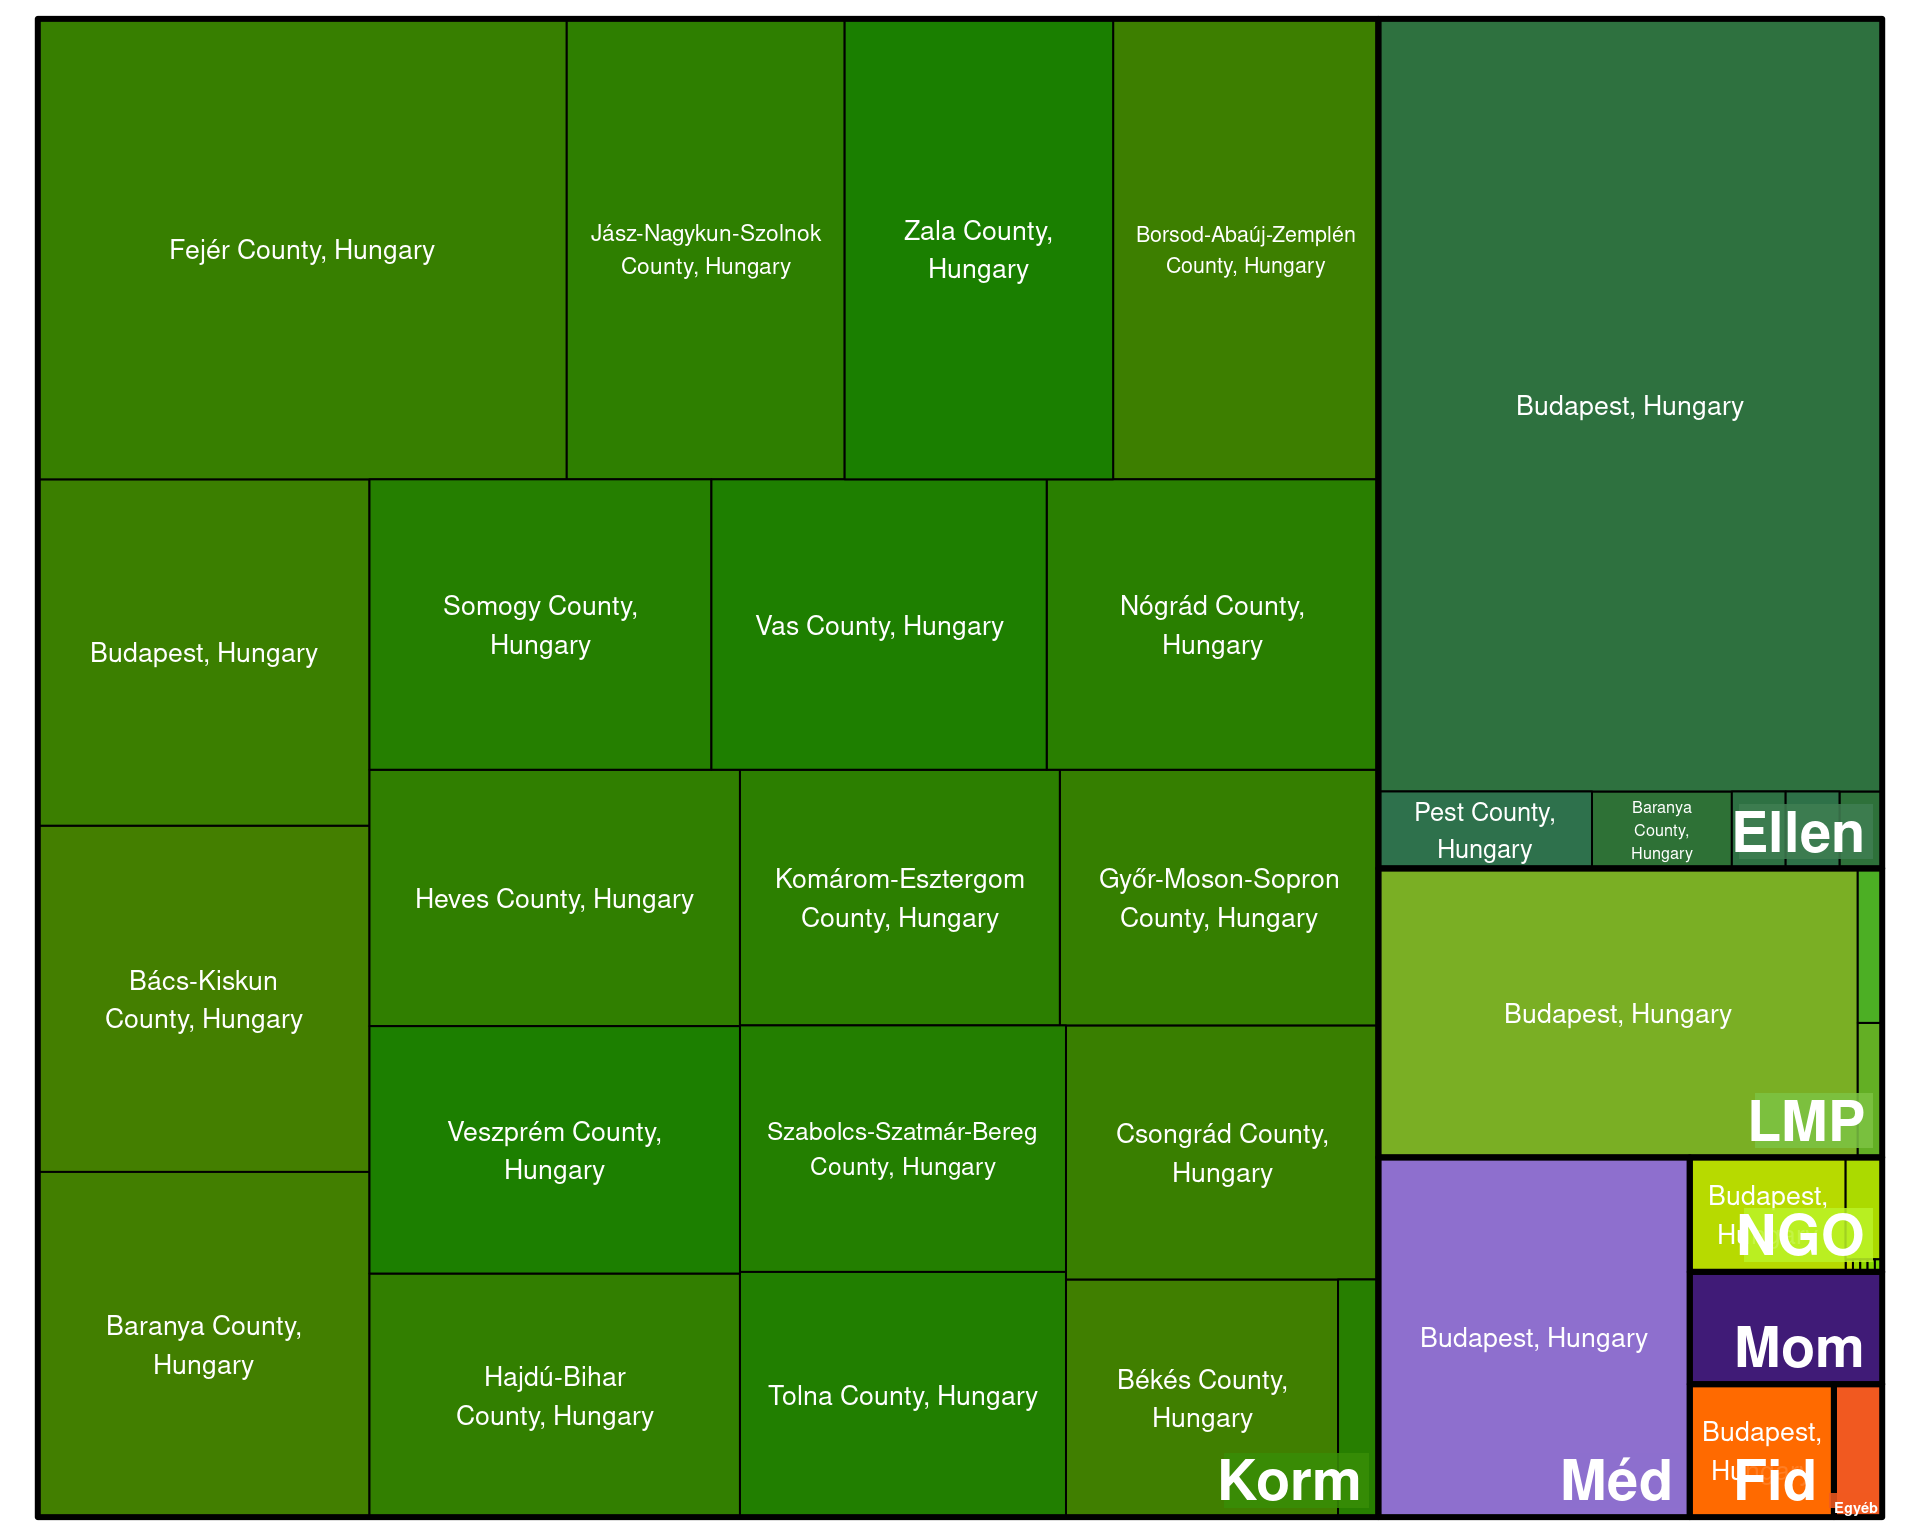 Fejér County, Hungary
Jász-Nagykun-Szolnok
County, Hungary
Zala County,
Hungary
Borsod-Abaúj-Zemplén
County, Hungary
Budapest, Hungary
Somogy County,
Hungary
Vas County, Hungary
Nógrád County,
Hungary
Bács-Kiskun
County, Hungary
Heves County, Hungary
Komárom-Esztergom
County, Hungary
Győr-Moson-Sopron
County, Hungary
Baranya County,
Hungary
Veszprém County,
Hungary
Szabolcs-Szatmár-Bereg
County, Hungary
Csongrád County,
Hungary
Hajdú-Bihar
County, Hungary
Tolna County, Hungary
Békés County,
Hungary
Korm
Budapest, Hungary
Pest County,
Hungary
Baranya
County,
Hungary
Ellen
Budapest, Hungary
LMP
Budapest, Hungary
Méd
Budapest,
NGO
Mom
Budapest,
Fid
Egyéb